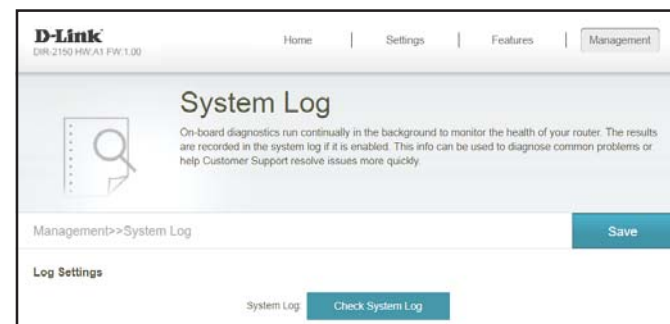 D-Link
DIR-2150 HW:A1 FW:1.00
Home | Settings | Features | Management
System Log
On-board diagnostics run continually in the background to monitor the health of your router. The results
are recorded in the system log if it is enabled. This info can be used to diagnose common problems or
help Customer Support resolve issues more quickly.
Management>>System Log
Save
Log Settings
System Log:
Check System Log